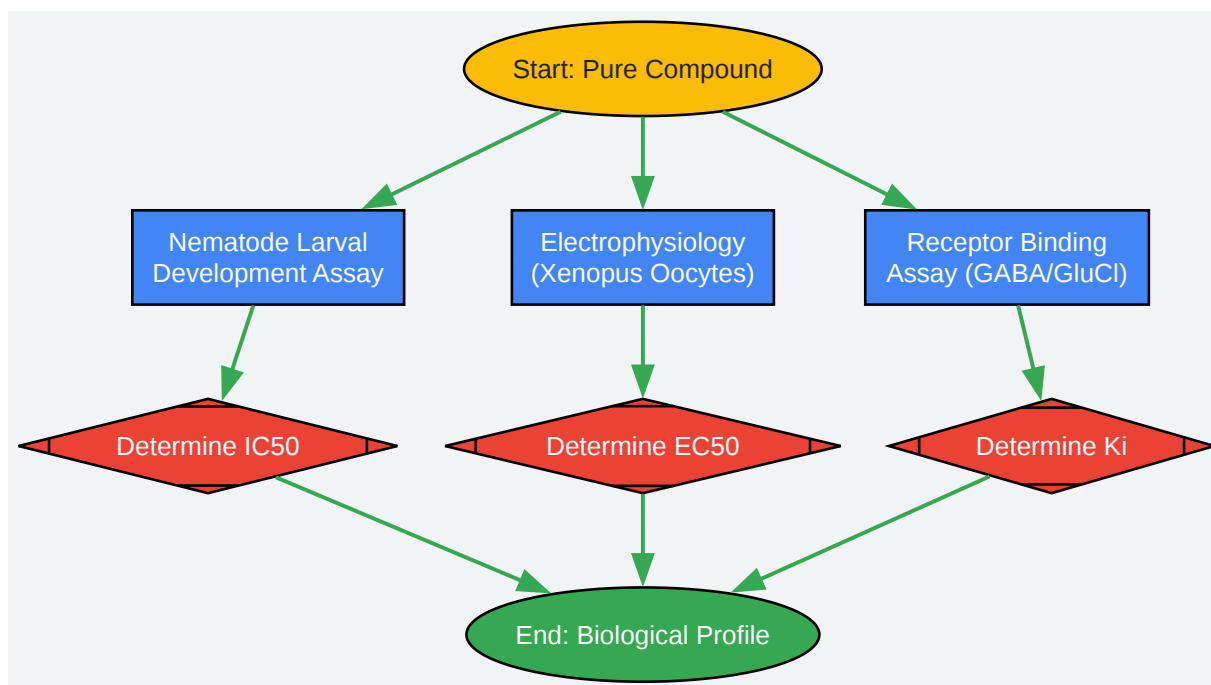 Start: Pure Compound
Nematode Larval
Development Assay
Electrophysiology
(Xenopus Oocytes)
Receptor Binding
Assay (GABA/GluCl)
Determine IC50
Determine EC50
Determine Ki
End: Biological Profile